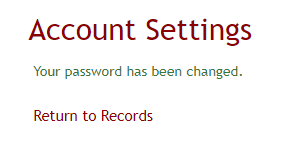 Account Settings
Your password has been changed.
Return to Records